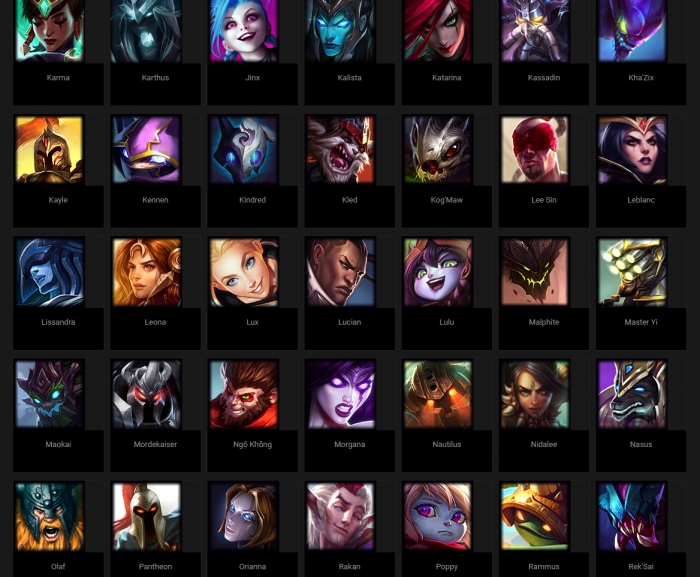 Karma
Karthus
Jinx
Kalista
Katarina
Kassadin
Kha'Zix
Kayle
Kennen
Kindred
Kled
Kog'Maw
Lee Sin
Leblanc
Lissandra
Leona
Lux
Lucian
Lulu
Malphite
Master Yi
Maokai
Mordekaiser
Ngộ Không
Morgana
Nautilus
Nidalee
Nasus
Olaf
Pantheon
Orianna
Rakan
Poppy
Rammus
Rek'Sai